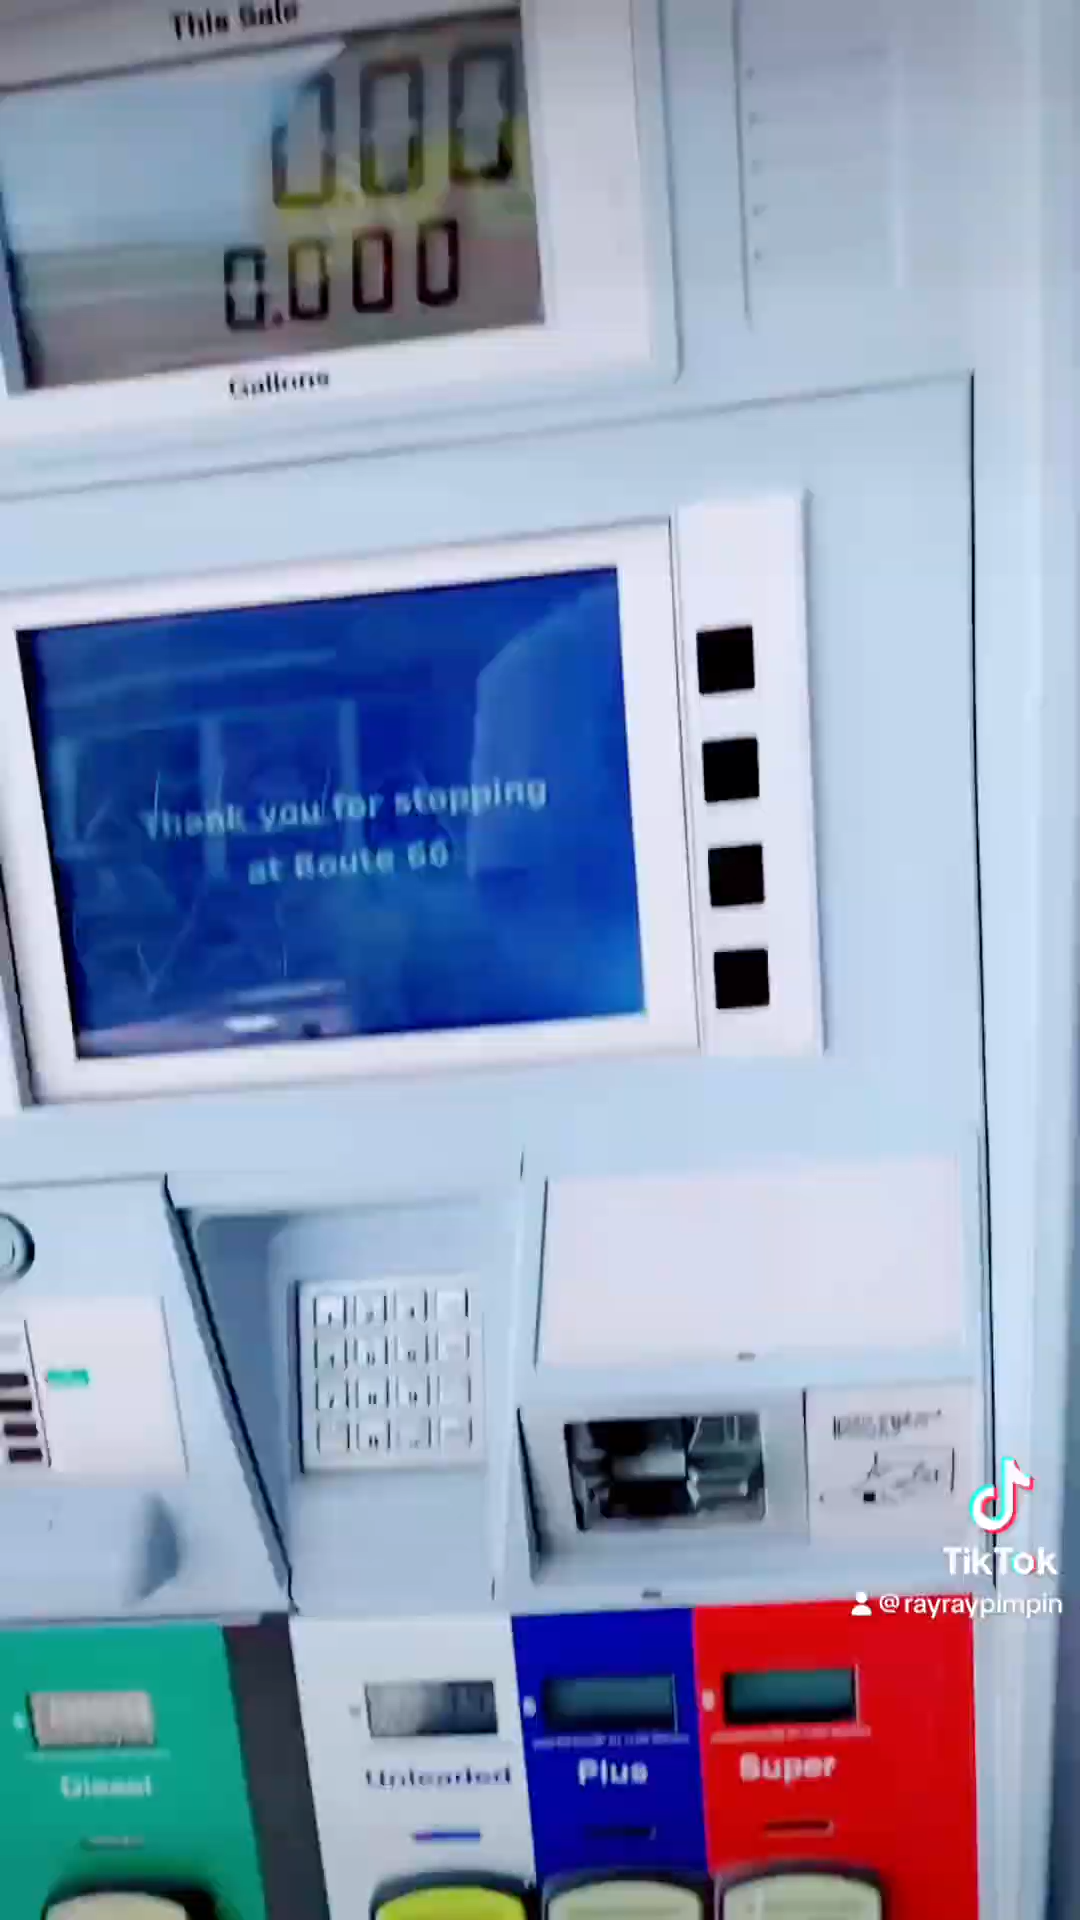 This Sale
0.00
0.000
Gallons
Thank you for stopping
at Route 66
TikTok
@rayraypimpin
Diesel
Unleaded
Plus
Super